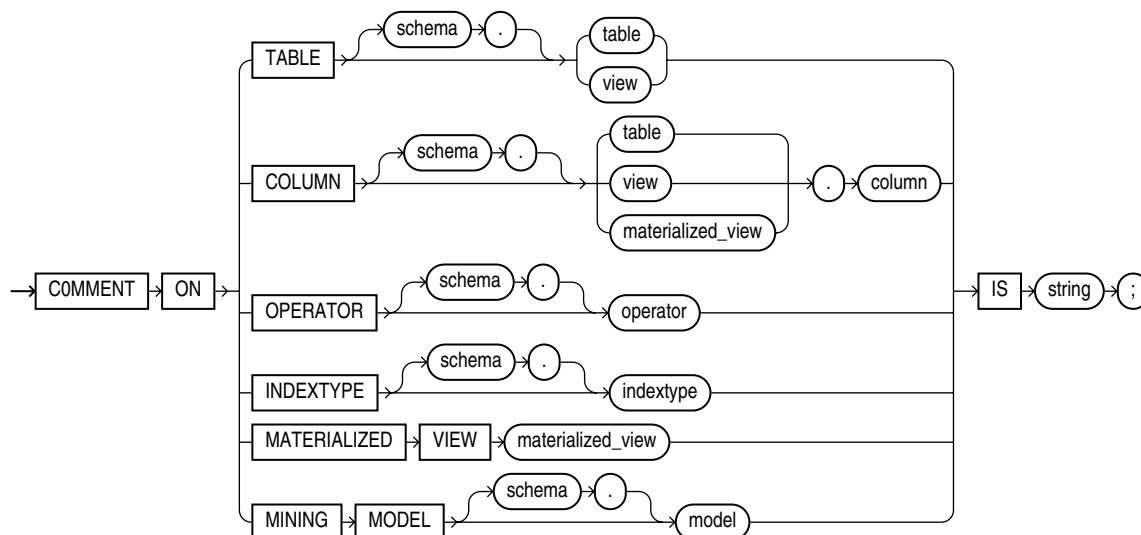 schema .
TABLE table
view
schema . table
COLUMN view . column
materialized_view
C0MMENT ON schema . IS string ;
OPERATOR operator
schema .
INDEXTYPE indextype
MATERIALIZED VIEW materialized_view
schema .
MINING MODEL model